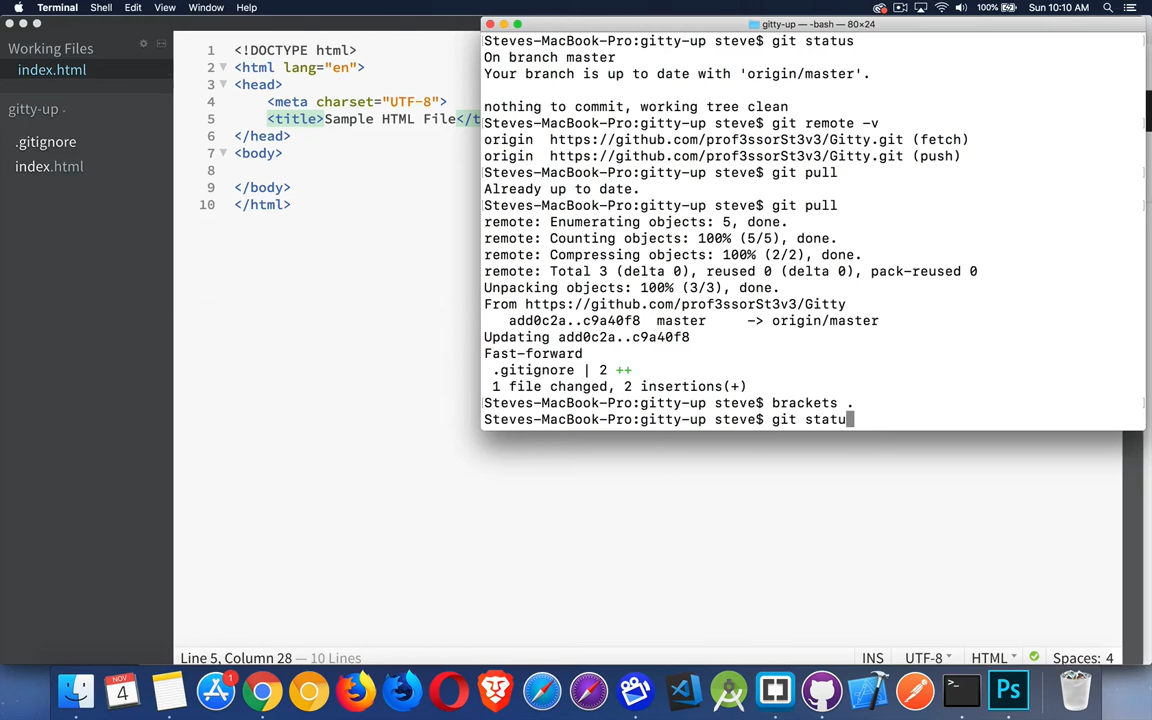 Terminal Shell Edit View Window Help
100% Sun 10:10 AM
Working Files
index.html
gitty-up
.gitignore
index.html
1 <!DOCTYPE html>
2 <html lang="en">
3 <head>
4 <meta charset="UTF-8">
5 <title>Sample HTML File</t
6 </head>
7 <body>
8
9 </body>
10 </html>
gitty-up — -bash — 80×24
Steves-MacBook-Pro:gitty-up steve$ git status
On branch master
Your branch is up to date with 'origin/master'.
nothing to commit, working tree clean
Steves-MacBook-Pro:gitty-up steve$ git remote -v
origin https://github.com/prof3ssorSt3v3/Gitty.git (fetch)
origin https://github.com/prof3ssorSt3v3/Gitty.git (push)
Steves-MacBook-Pro:gitty-up steve$ git pull
Already up to date.
Steves-MacBook-Pro:gitty-up steve$ git pull
remote: Enumerating objects: 5, done.
remote: Counting objects: 100% (5/5), done.
remote: Compressing objects: 100% (2/2), done.
remote: Total 3 (delta 0), reused 0 (delta 0), pack-reused 0
Unpacking objects: 100% (3/3), done.
From https://github.com/prof3ssorSt3v3/Gitty
add0c2a..c9a40f8 master -> origin/master
Updating add0c2a..c9a40f8
Fast-forward
.gitignore | 2 ++
1 file changed, 2 insertions(+)
Steves-MacBook-Pro:gitty-up steve$ brackets .
Steves-MacBook-Pro:gitty-up steve$ git statu
Line 5, Column 28 — 10 Lines
INS UTF-8 HTML Spaces: 4
NOV
4
1
>_
Ps